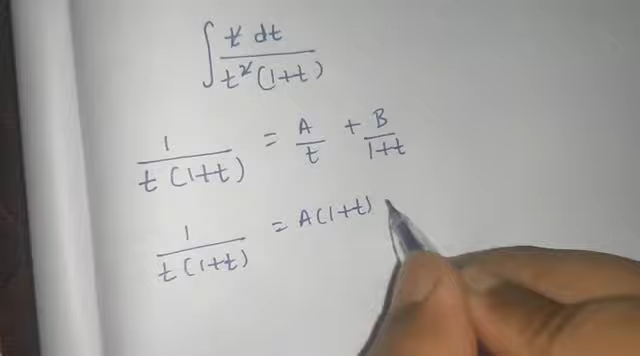 ∫ t dt / t²(1+t)
1 / t(1+t) = A/t + B/1+t
1 / t(1+t) = A(1+t)